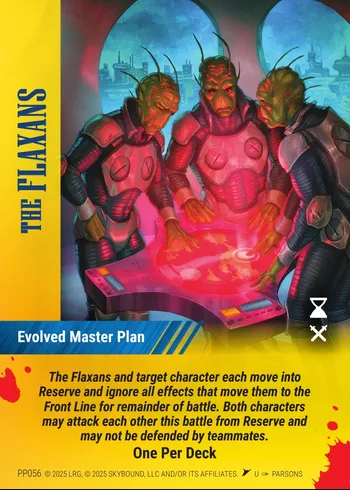 THE FLAXANS
Evolved Master Plan
The Flaxans and target character each move into
Reserve and ignore all effects that move them to the
Front Line for remainder of battle. Both characters
may attack each other this battle from Reserve and
may not be defended by teammates.
One Per Deck
PP056 © 2025 LRG, © 2025 SKYBOUND, LLC AND/OR ITS AFFILIATES. U PARSONS